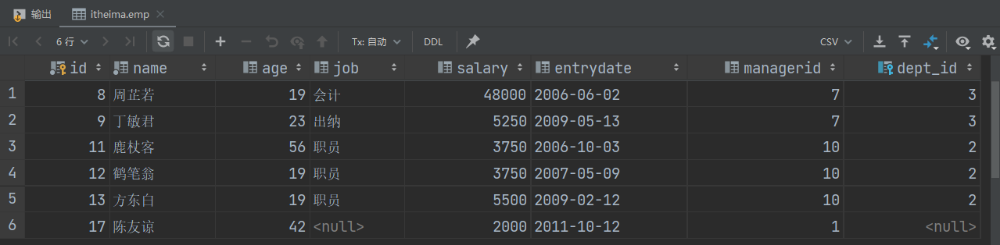 输出 itheima.emp
6 行 Tx: 自动 DDL CSV
id name age job salary entrydate managerid dept_id
1 8 周芷若 19 会计 48000 2006-06-02 7 3
2 9 丁敏君 23 出纳 5250 2009-05-13 7 3
3 11 鹿杖客 56 职员 3750 2006-10-03 10 2
4 12 鹤笔翁 19 职员 3750 2007-05-09 10 2
5 13 方东白 19 职员 5500 2009-02-12 10 2
6 17 陈友谅 42 <null> 2000 2011-10-12 1 <null>